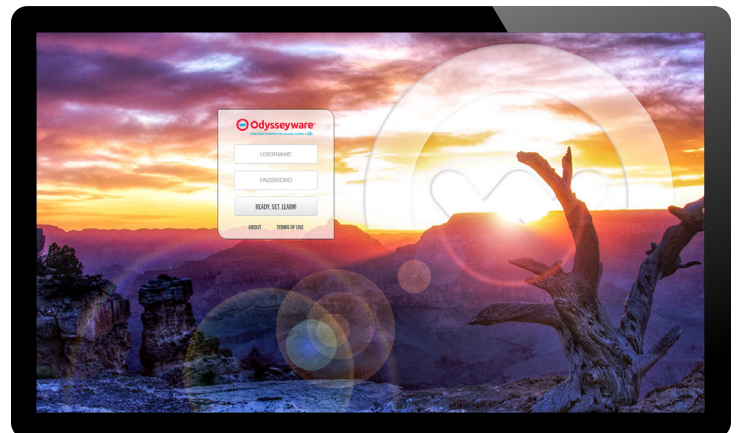 Odysseyware®
USERNAME
PASSWORD
READY, SET, LEARN!
ABOUT TERMS OF USE